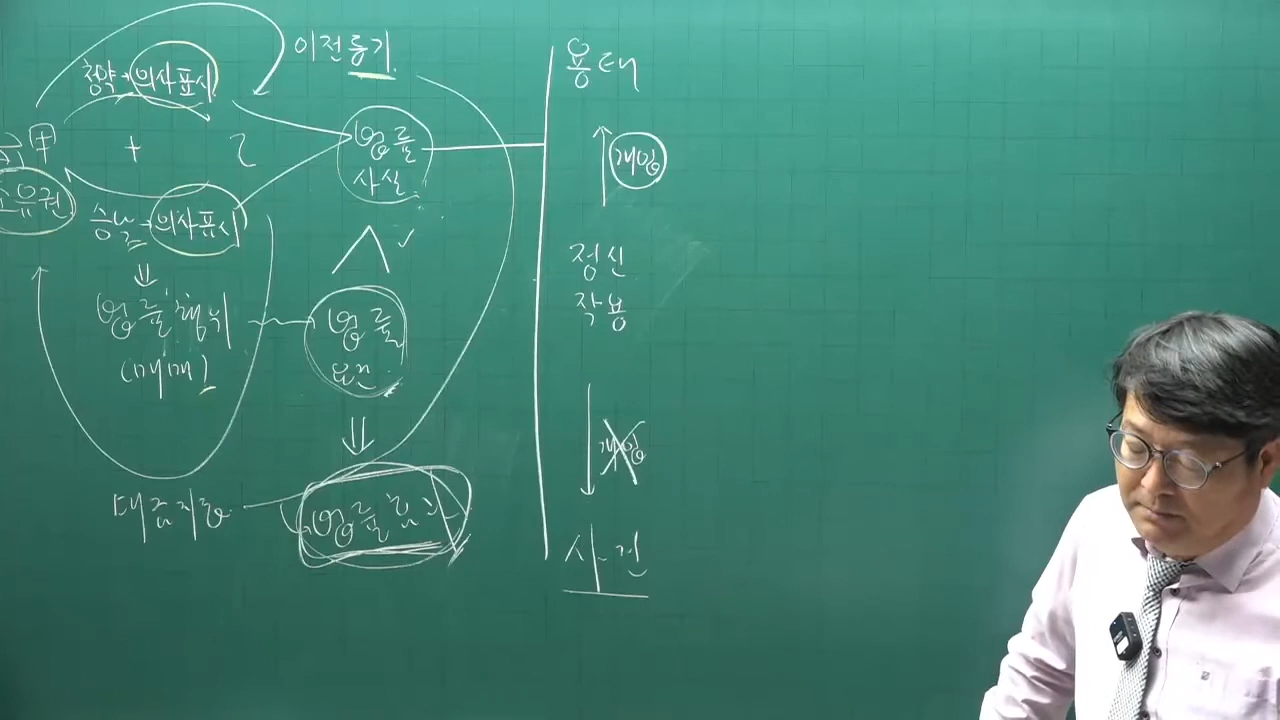 이전등기
청약 → 의사표시
甲 + 乙
소유권
승낙 → 의사표시
법률행위
(매매)
대금지급
법률
사실
법률
요건
법률효과
용태
개입
정신
작용
개입
사건